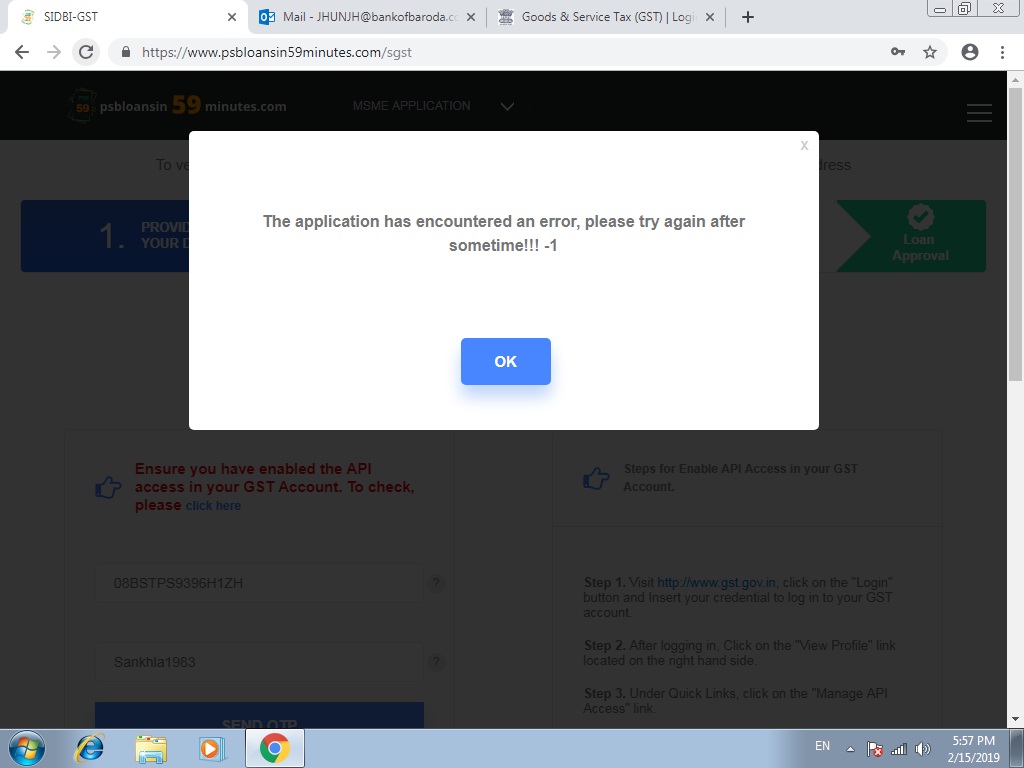 SIDBI-GST
Mail - JHUNJH@bankofbaroda.c
Goods & Service Tax (GST) | Logi
https://www.psbloansin59minutes.com/sgst
59 psbloansin 59 minutes.com
MSME APPLICATION
To ve
dress
1. PROVID
YOUR D
Loan
Approval
x
The application has encountered an error, please try again after
sometime!!! -1
OK
Ensure you have enabled the API
access in your GST Account. To check,
please click here
08BSTPS9396H1ZH
?
Sankhla1983
?
SEND OTP
Steps for Enable API Access in your GST
Account.
Step 1. Visit http://www.gst.gov.in, click on the "Login"
button and Insert your credential to log in to your GST
account.
Step 2. After logging in, Click on the "View Profile" link
located on the right hand side.
Step 3. Under Quick Links, click on the "Manage API
Access" link.
EN
5:57 PM
2/15/2019